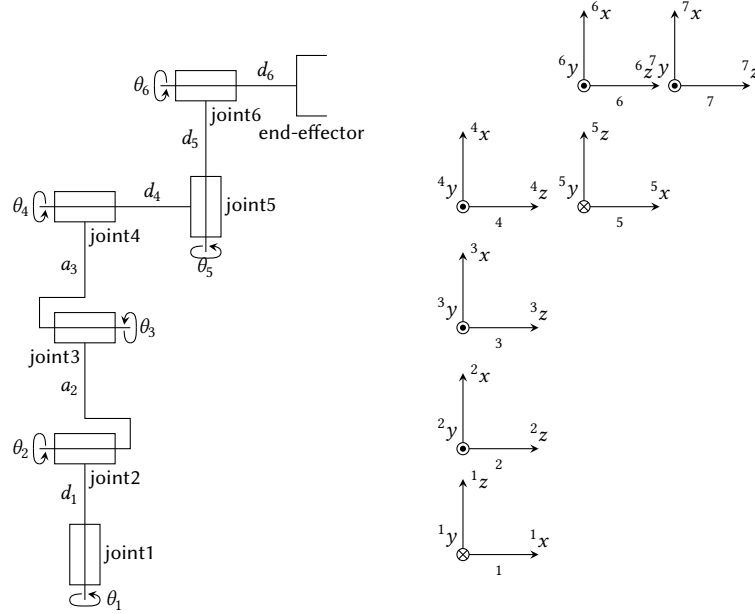 θ₆
d₆
joint6
end-effector
d₅
θ₄
d₄
joint4
joint5
a₃
θ₅
θ₃
joint3
a₂
θ₂
joint2
d₁
joint1
θ₁
⁶x ⁷x
⁶y ⁶z ⁷y ⁷z
6 7
⁴x ⁵z
⁴y ⁴z ⁵y ⁵x
4 5
³x
³y ³z
3
²x
²y ²z
2
¹z
¹y ¹x
1